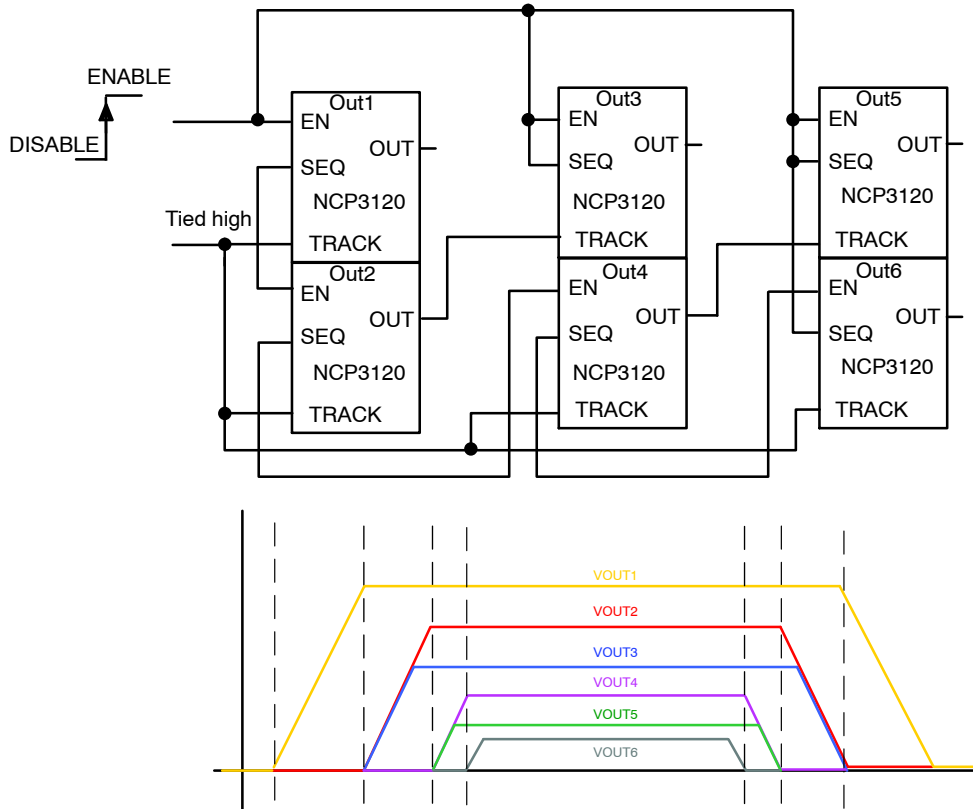 ENABLE
DISABLE
Tied high
Out1
EN
OUT
SEQ
NCP3120
TRACK
Out2
EN
OUT
SEQ
NCP3120
TRACK
Out3
EN
OUT
SEQ
NCP3120
TRACK
Out4
EN
OUT
SEQ
NCP3120
TRACK
Out5
EN
OUT
SEQ
NCP3120
TRACK
Out6
EN
OUT
SEQ
NCP3120
TRACK
VOUT1
VOUT2
VOUT3
VOUT4
VOUT5
VOUT6